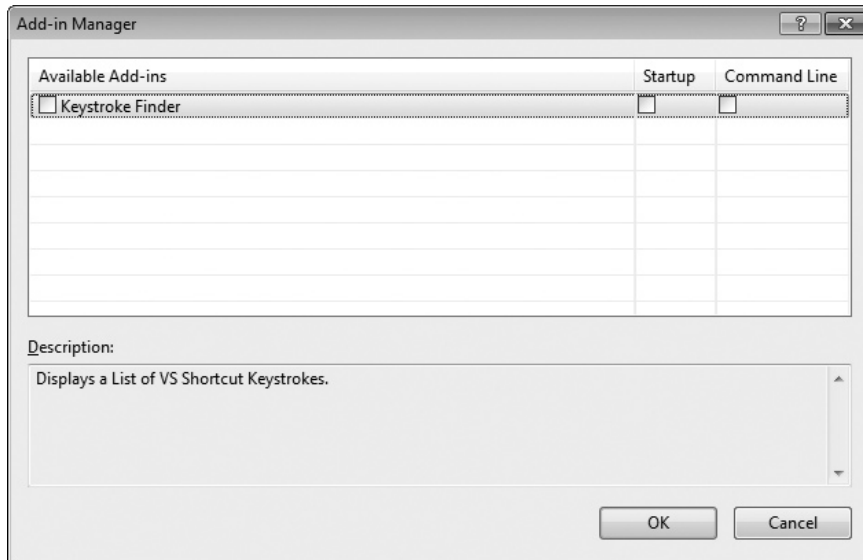 Add-in Manager
?
Available Add-ins Startup Command Line
Keystroke Finder
Description:
Displays a List of VS Shortcut Keystrokes.
OK Cancel